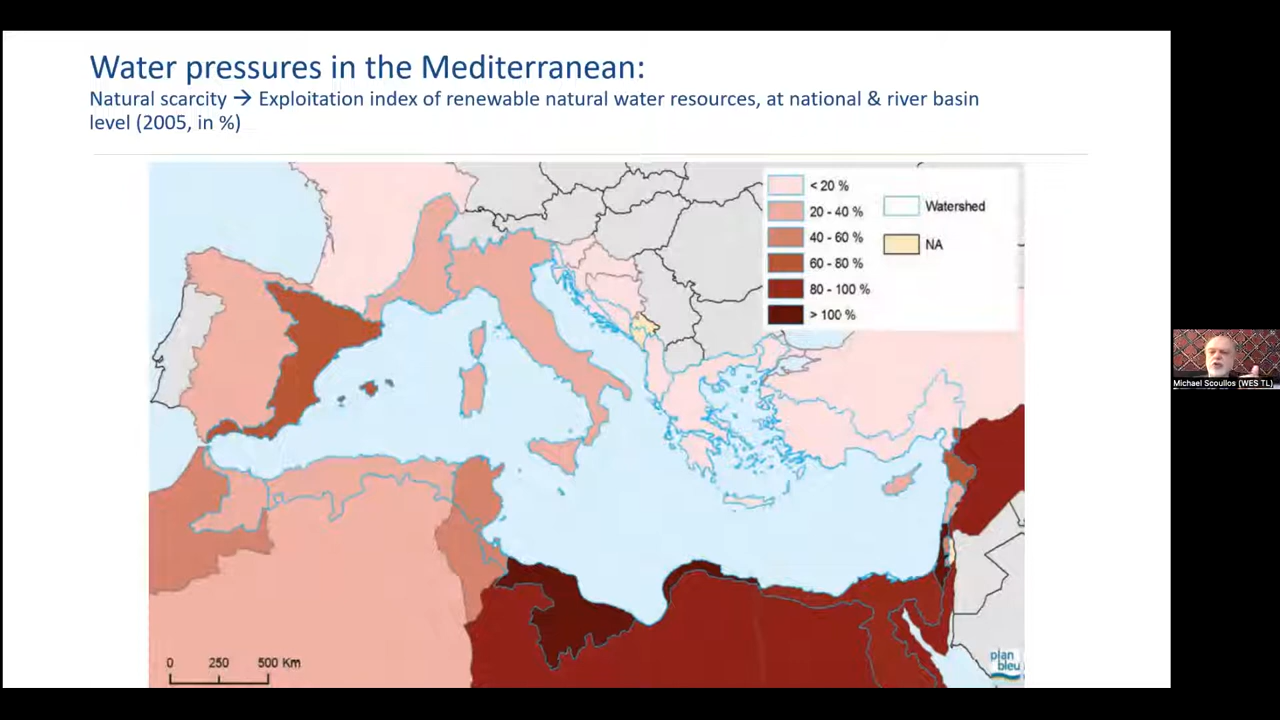 Water pressures in the Mediterranean:
Natural scarcity → Exploitation index of renewable natural water resources, at national & river basin
level (2005, in %)
< 20 %
20 - 40 %
40 - 60 %
60 - 80 %
80 - 100 %
> 100 %
Watershed
NA
0 250 500 Km
plan
bleu
Michael Scoullos (WES TL)